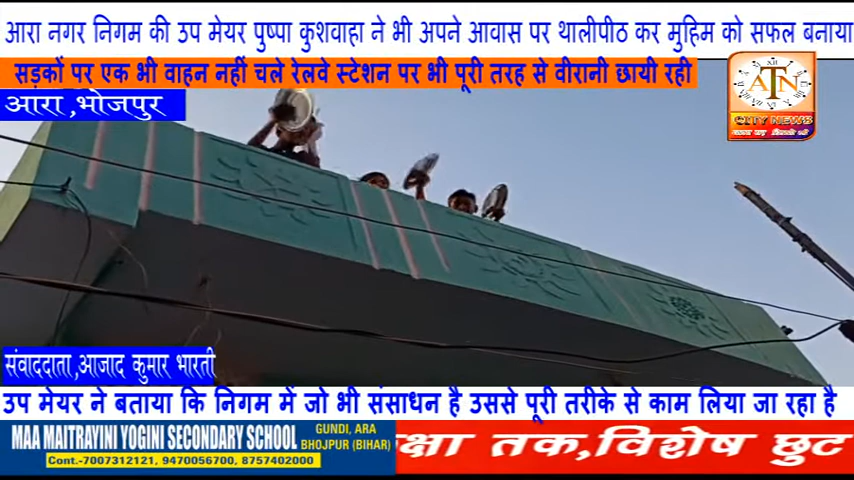 आरा नगर निगम की उप मेयर पुष्पा कुशवाहा ने भी अपने आवास पर थालीपीठ कर मुहिम को सफल बनाया
सड़कों पर एक भी वाहन नहीं चले रेलवे स्टेशन पर भी पूरी तरह से वीरानी छायी रही
आरा ,भोजपुर
ATN
CITY NEWS
संवाददाता,आजाद कुमार भारती
उप मेयर ने बताया कि निगम में जो भी संसाधन है उससे पूरी तरीके से काम लिया जा रहा है
MAA MAITRAYINI YOGINI SECONDARY SCHOOL
GUNDI, ARA
BHOJPUR (BIHAR)
Cont.-7007312121, 9470056700, 8757402000
क्षा तक,विशेष छुट